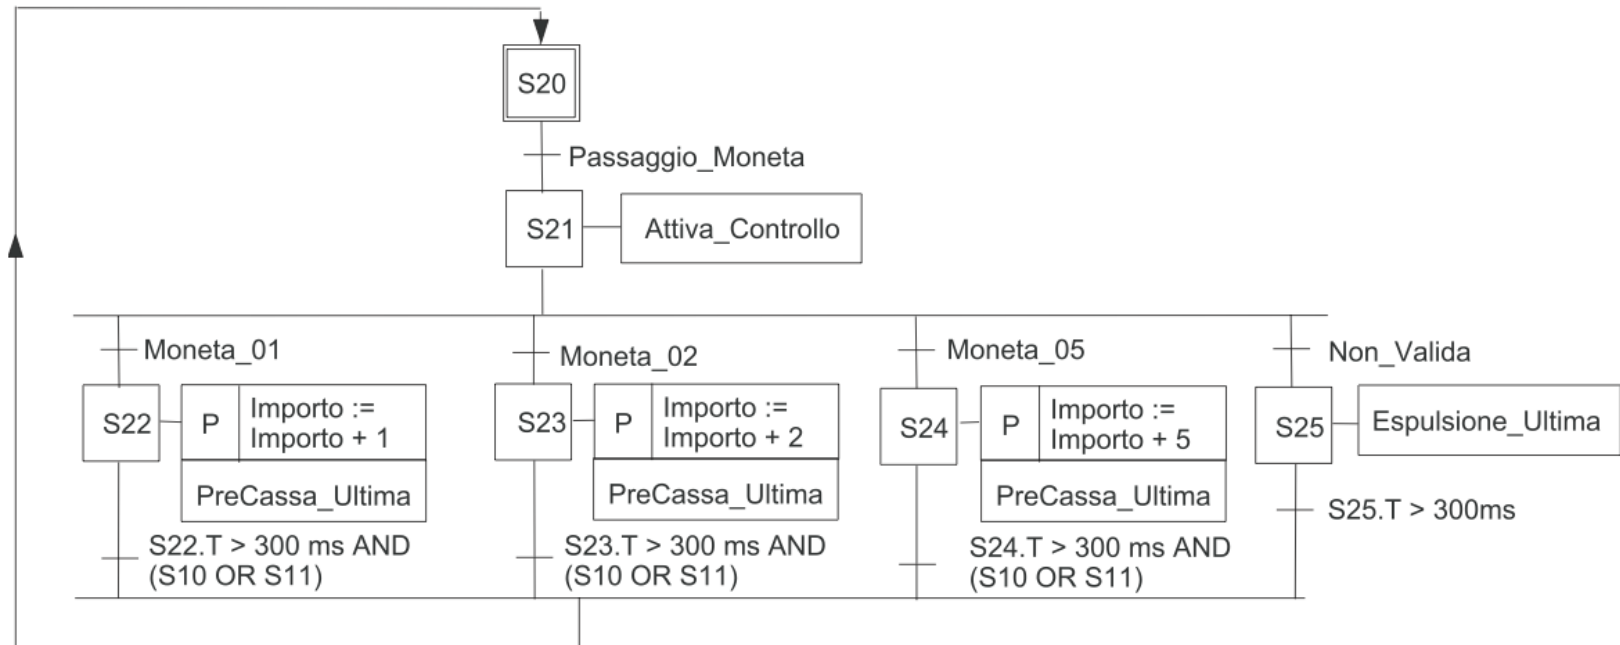 S20
Passaggio_Moneta
S21
Attiva_Controllo
Moneta_01
Moneta_02
Moneta_05
Non_Valida
S22
P
Importo :=
Importo + 1
PreCassa_Ultima
S23
P
Importo :=
Importo + 2
PreCassa_Ultima
S24
P
Importo :=
Importo + 5
PreCassa_Ultima
S25
Espulsione_Ultima
S22.T > 300 ms AND
(S10 OR S11)
S23.T > 300 ms AND
(S10 OR S11)
S24.T > 300 ms AND
(S10 OR S11)
S25.T > 300ms